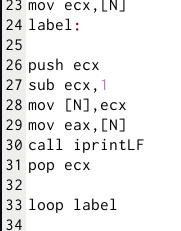 23 mov ecx,[N]
24 label:
25
26 push ecx
27 sub ecx,1
28 mov [N],ecx
29 mov eax,[N]
30 call iprintLF
31 pop ecx
32
33 loop label
34